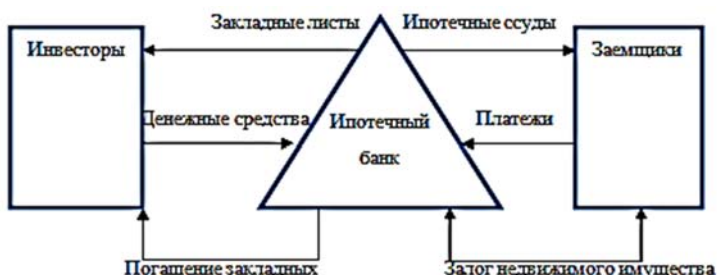 Закладные листы
Ипотечные ссуды
Инвесторы
Заемщики
Денежные средства
Ипотечный
банк
Платежи
Погашение закладных
Залог недвижимого имущества